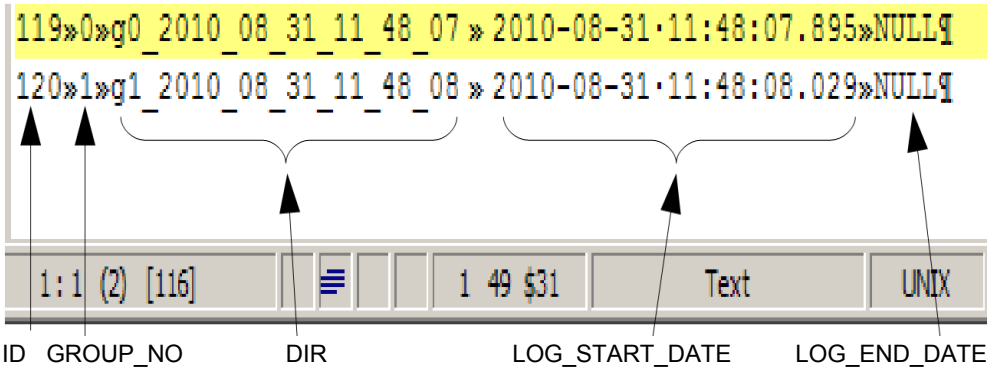 119»0»g0_2010_08_31_11_48_07 » 2010-08-31·11:48:07.895»NULL¶
120»1»g1_2010_08_31_11_48_08 » 2010-08-31·11:48:08.029»NULL¶
1:1 (2) [116] 1 49 $31 Text UNIX
ID GROUP_NO DIR LOG_START_DATE LOG_END_DATE